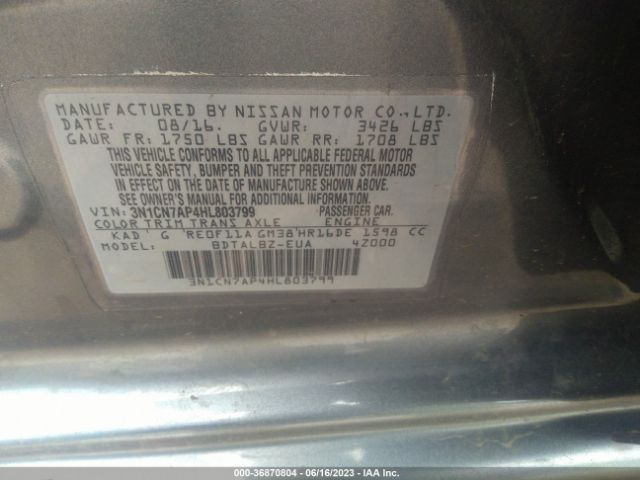 MANUFACTURED BY NISSAN MOTOR CO., LTD.
DATE: 08/16. GVWR: 3426 LBS
GAWR FR: 1750 LBS GAWR RR: 1708 LBS
THIS VEHICLE CONFORMS TO ALL APPLICABLE FEDERAL MOTOR
VEHICLE SAFETY, BUMPER AND THEFT PREVENTION STANDARDS
IN EFFECT ON THE DATE OF MANUFACTURE SHOWN ABOVE.
SEE OWNER'S MANUAL FOR ADDITIONAL INFORMATION.
VIN: 3N1CN7AP4HL803799 PASSENGER CAR.
COLOR TRIM TRANS AXLE ENGINE
KAD G RE0F11A GM38 HR16DE 1598 CC
MODEL: BDTALBZ-EUA 4Z000
3N1CN7AP4HL803799
000-36870804 | 06/16/2023 - IAA Inc.